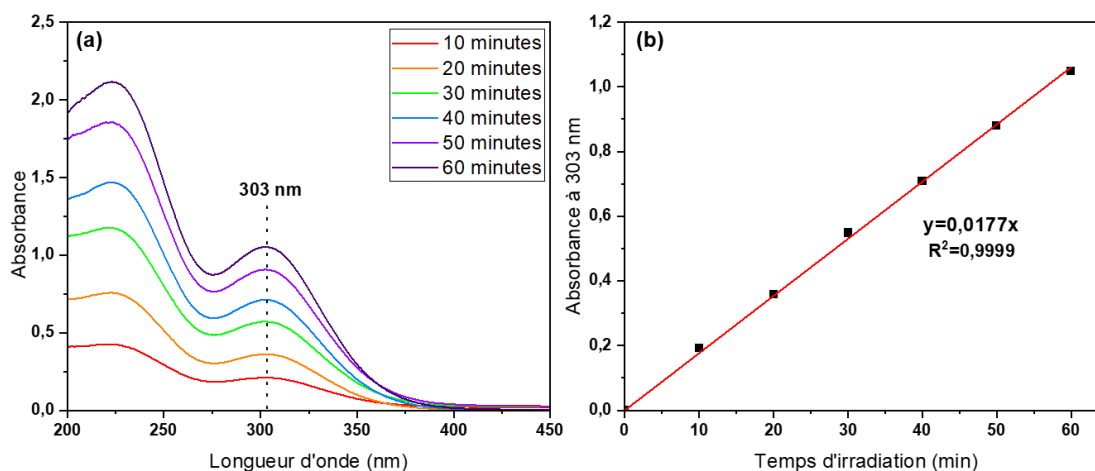 (a)
2,5
2,0
1,5
1,0
0,5
0,0
Absorbance
200
250
300
350
400
450
Longueur d'onde (nm)
303 nm
10 minutes
20 minutes
30 minutes
40 minutes
50 minutes
60 minutes
(b)
1,2
1,0
0,8
0,6
0,4
0,2
0,0
Absorbance à 303 nm
0
10
20
30
40
50
60
Temps d'irradiation (min)
y=0,0177x
R²=0,9999